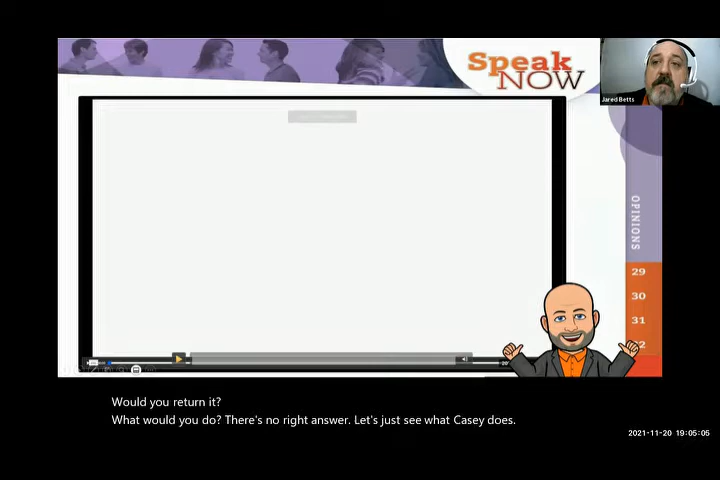 Speak
NOW
Jared Betts
OPINIONS
29
30
31
Would you return it?
What would you do? There's no right answer. Let's just see what Casey does.
2021-11-20 19:05:05